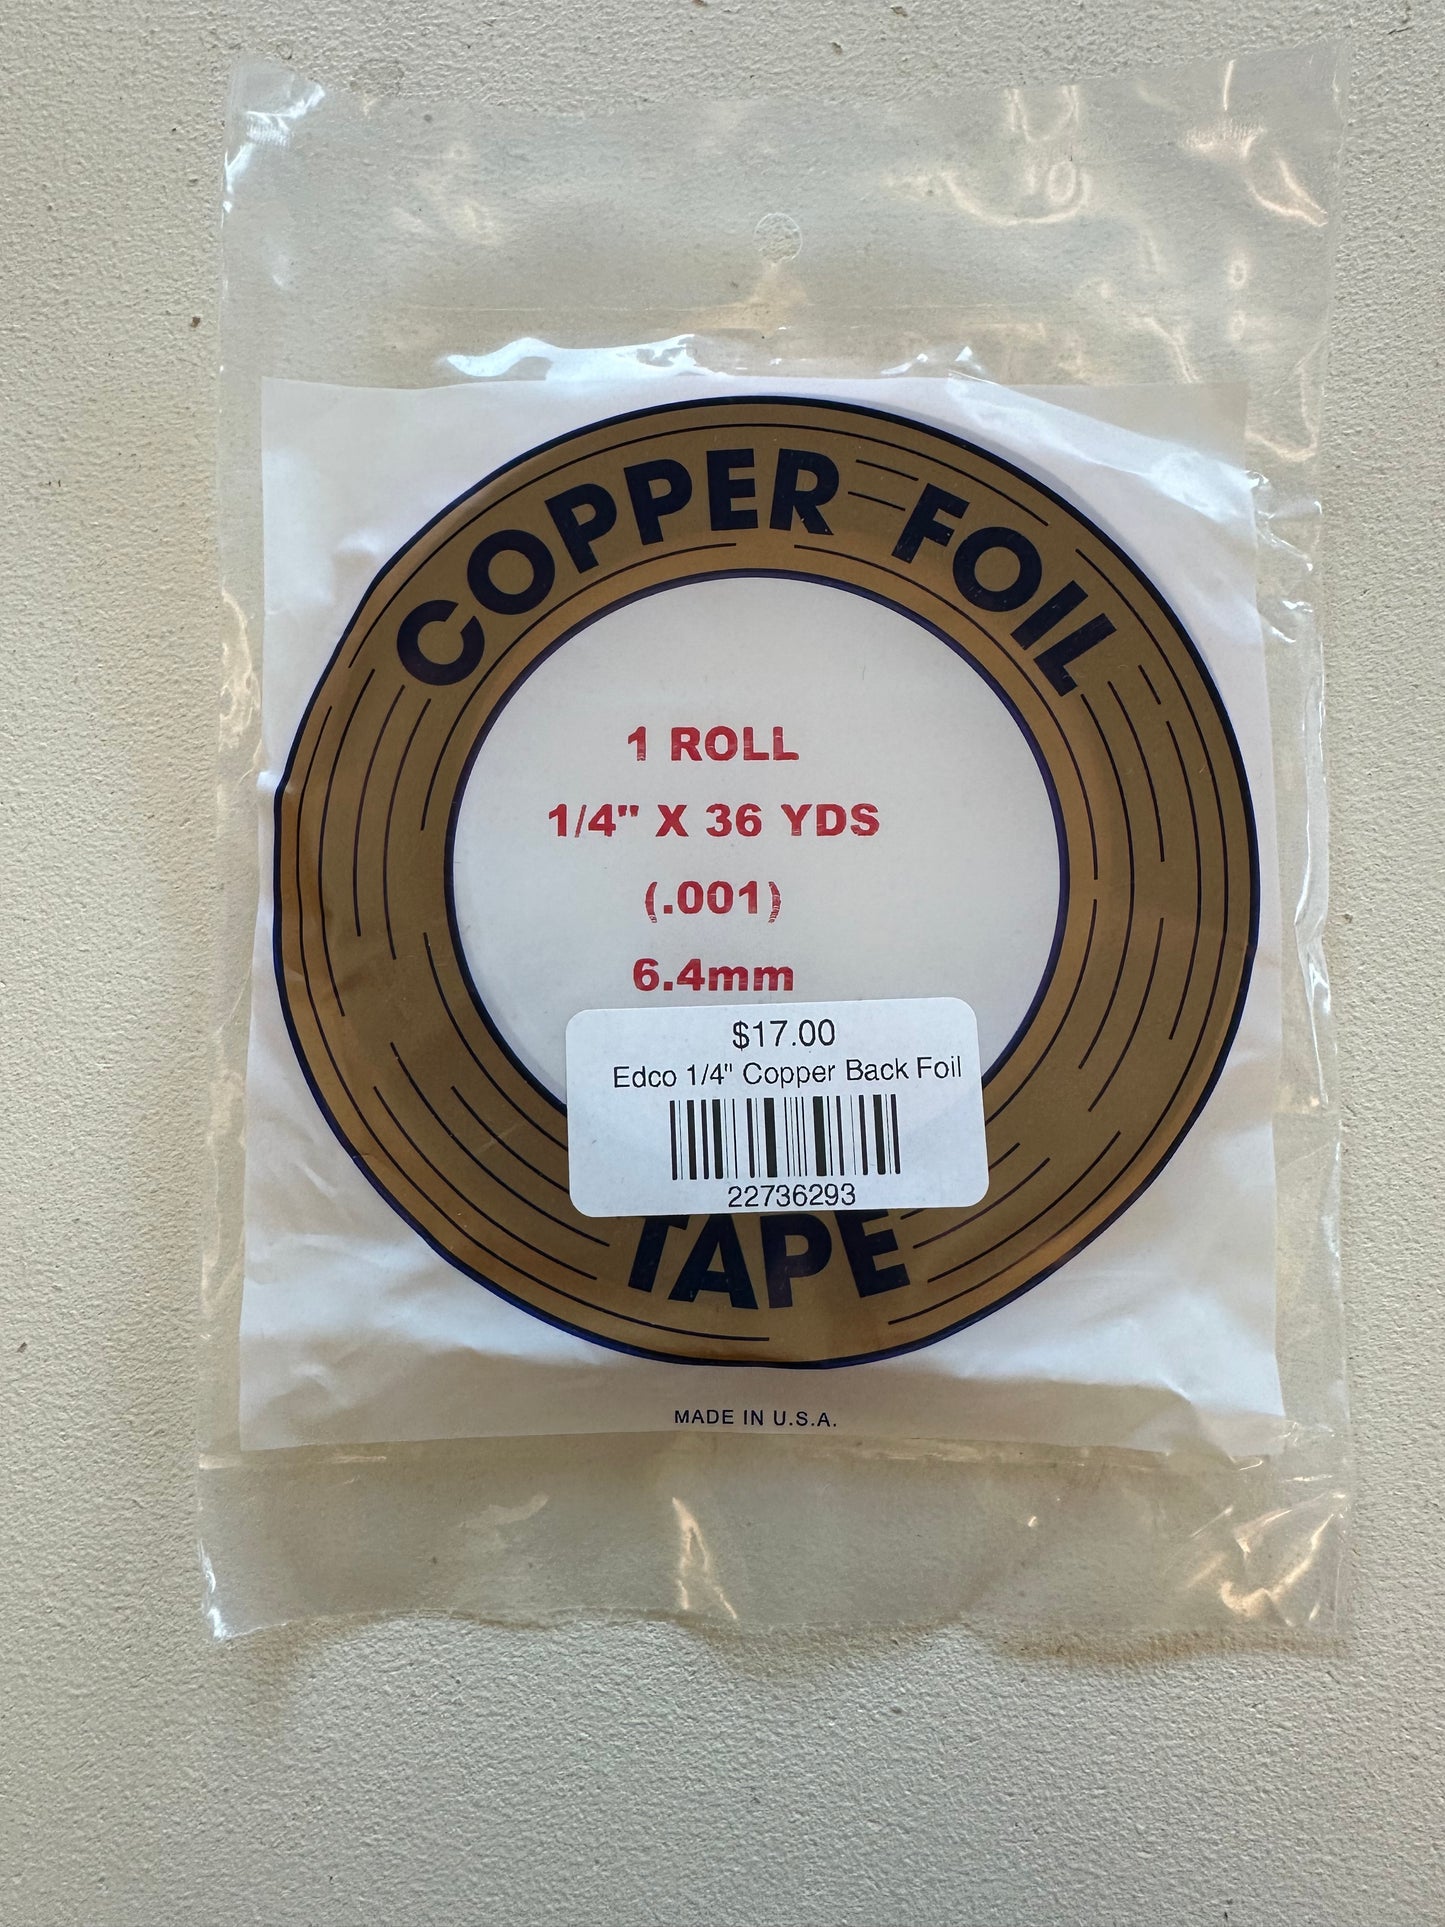 COPPER FOIL
1 ROLL
1/4" X 36 YDS
(.001)
6.4mm
$17.00
Edco 1/4" Copper Back Foil
22736293
TAPE
MADE IN U.S.A.